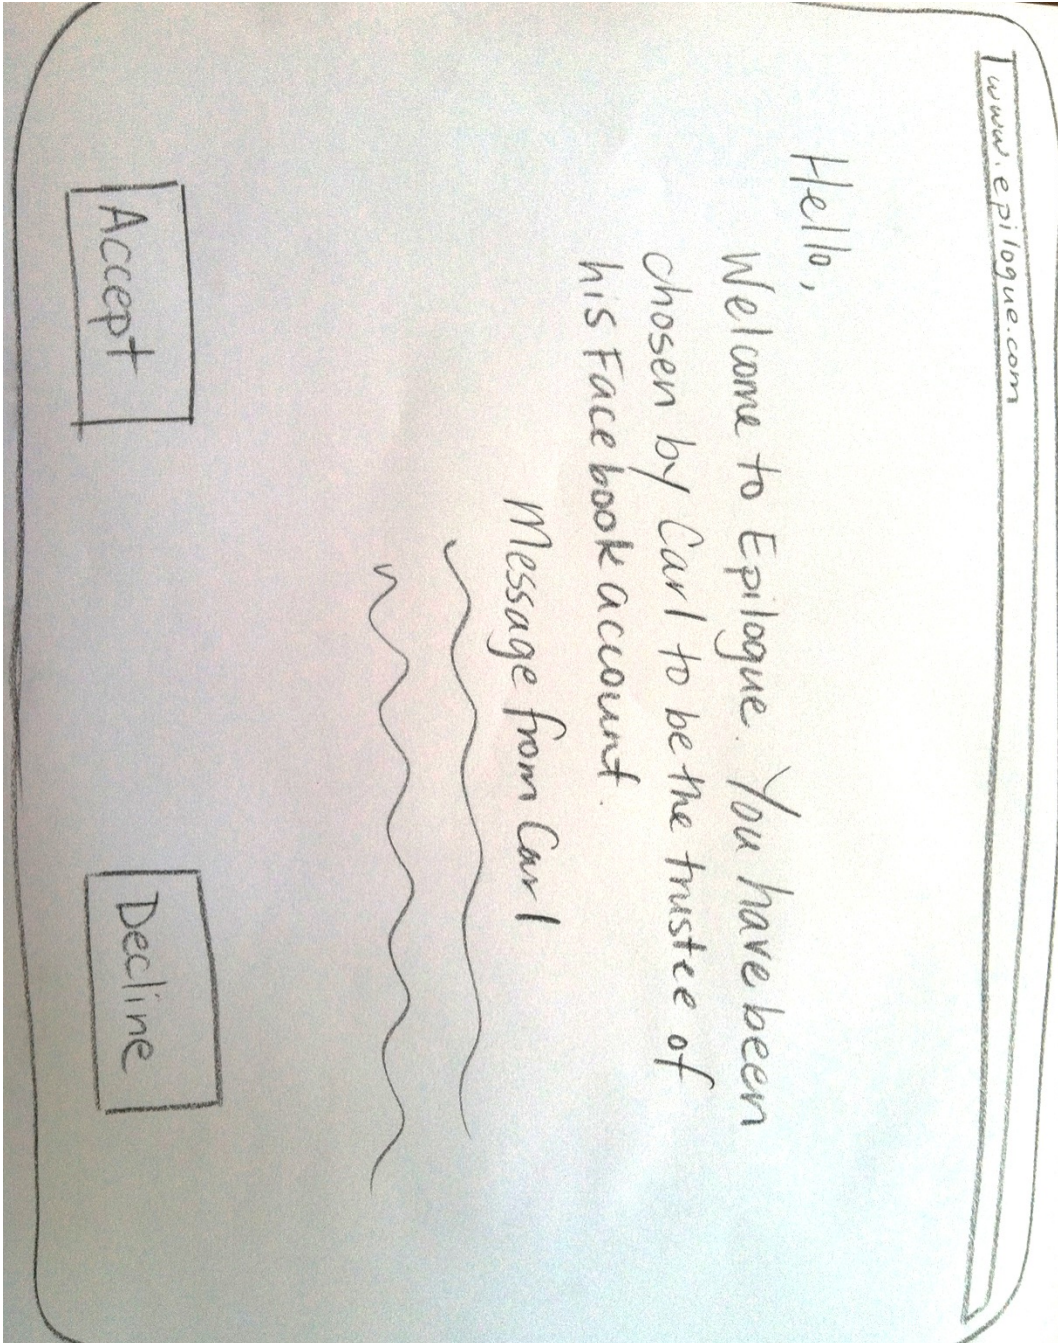 www.epilogue.com
Hello,
Welcome to Epilogue. You have been
chosen by Carl to be the trustee of
his Facebook account.
Message from Carl
Accept
Decline